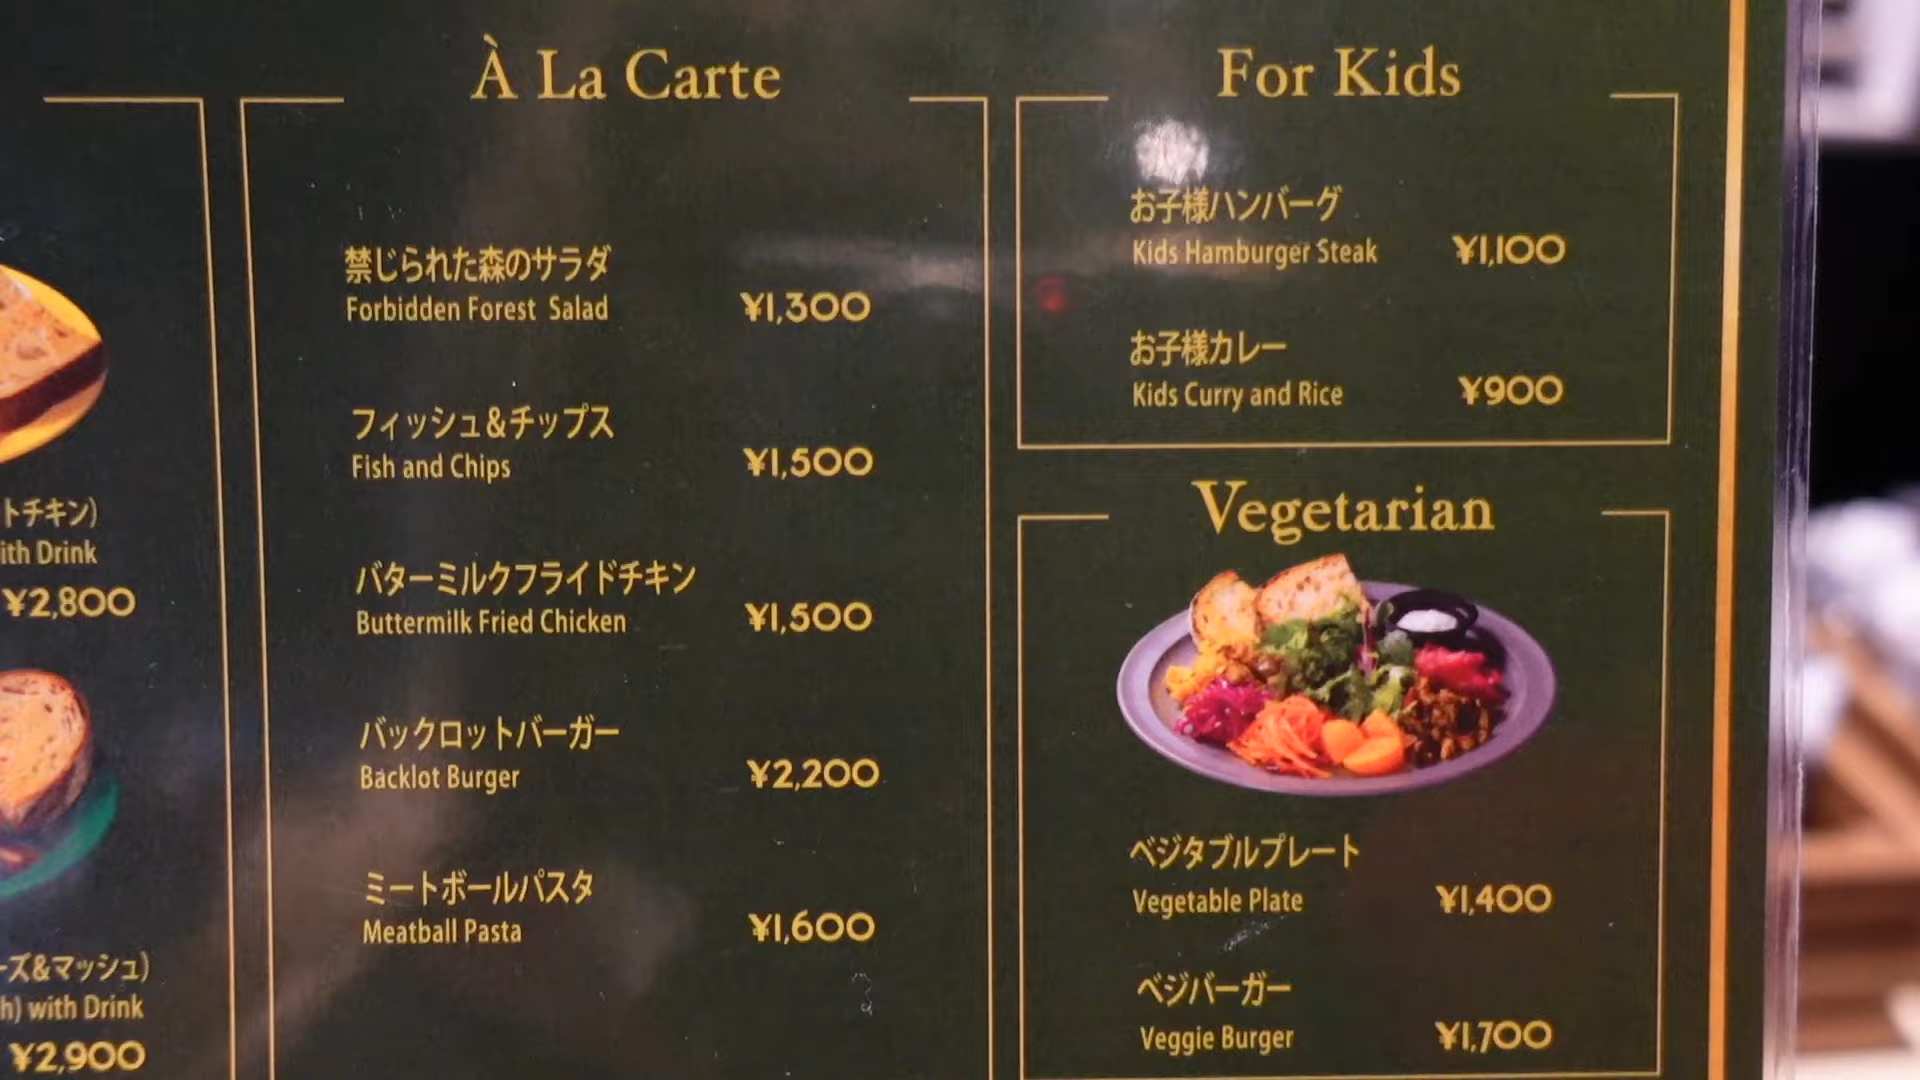 トチキン)
ith Drink
¥2,800
ーズ&マッシュ)
h) with Drink
¥2,900
À La Carte
禁じられた森のサラダ
Forbidden Forest Salad ¥1,300
フィッシュ&チップス
Fish and Chips ¥1,500
バターミルクフライドチキン
Buttermilk Fried Chicken ¥1,500
バックロットバーガー
Backlot Burger ¥2,200
ミートボールパスタ
Meatball Pasta ¥1,600
For Kids
お子様ハンバーグ
Kids Hamburger Steak ¥1,100
お子様カレー
Kids Curry and Rice ¥900
Vegetarian
ベジタブルプレート
Vegetable Plate ¥1,400
ベジバーガー
Veggie Burger ¥1,700